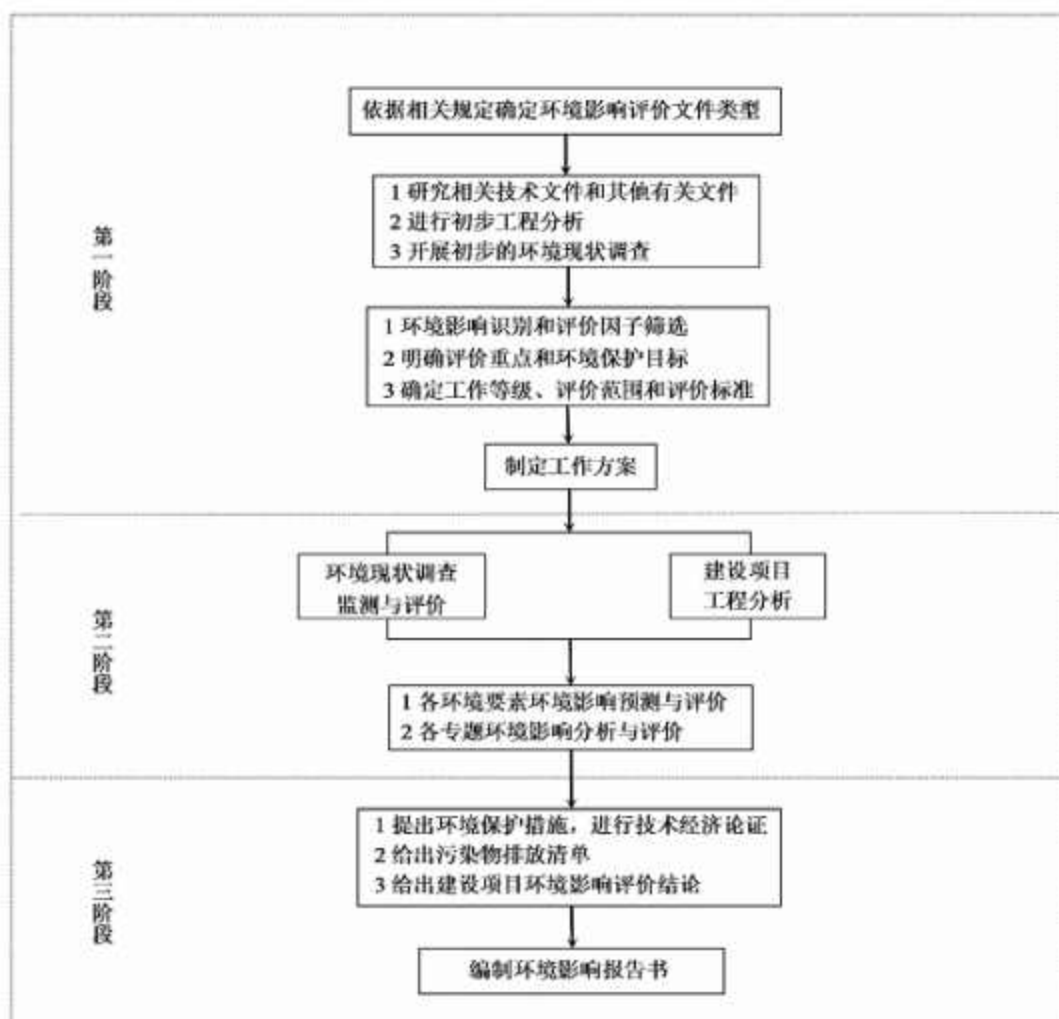 依据相关规定确定环境影响评价文件类型
1 研究相关技术文件和其他有关文件
2 进行初步工程分析
3 开展初步的环境现状调查
第一阶段
1 环境影响识别和评价因子筛选
2 明确评价重点和环境保护目标
3 确定工作等级、评价范围和评价标准
制定工作方案
环境现状调查
监测与评价
建设项目
工程分析
第二阶段
1 各环境要素环境影响预测与评价
2 各专题环境影响分析与评价
1 提出环境保护措施，进行技术经济论证
2 给出污染物排放清单
3 给出建设项目环境影响评价结论
第三阶段
编制环境影响报告书